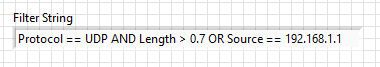 Filter String
Protocol == UDP AND Length > 0.7 OR Source == 192.168.1.1